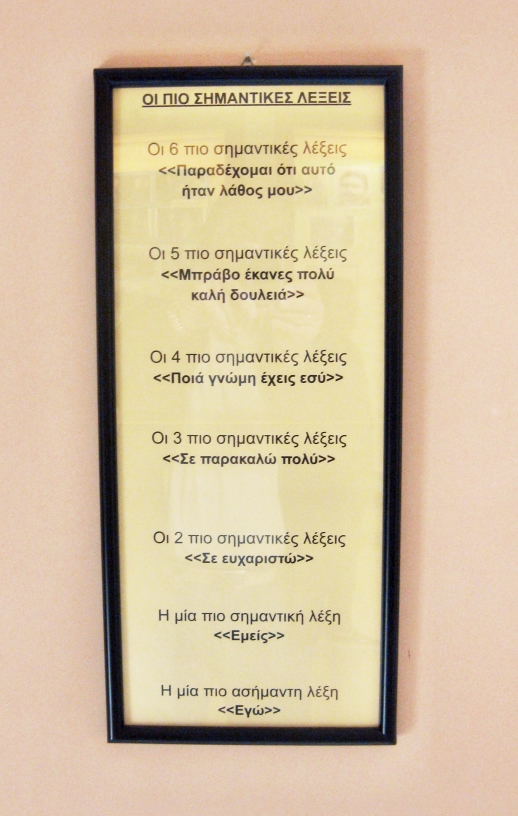 ΟΙ ΠΙΟ ΣΗΜΑΝΤΙΚΕΣ ΛΕΞΕΙΣ
Οι 6 πιο σημαντικές λέξεις
<<Παραδέχομαι ότι αυτό
ήταν λάθος μου>>
Οι 5 πιο σημαντικές λέξεις
<<Μπράβο έκανες πολύ
καλή δουλειά>>
Οι 4 πιο σημαντικές λέξεις
<<Ποιά γνώμη έχεις εσύ>>
Οι 3 πιο σημαντικές λέξεις
<<Σε παρακαλώ πολύ>>
Οι 2 πιο σημαντικές λέξεις
<<Σε ευχαριστώ>>
Η μία πιο σημαντική λέξη
<<Εμείς>>
Η μία πιο ασήμαντη λέξη
<<Εγώ>>